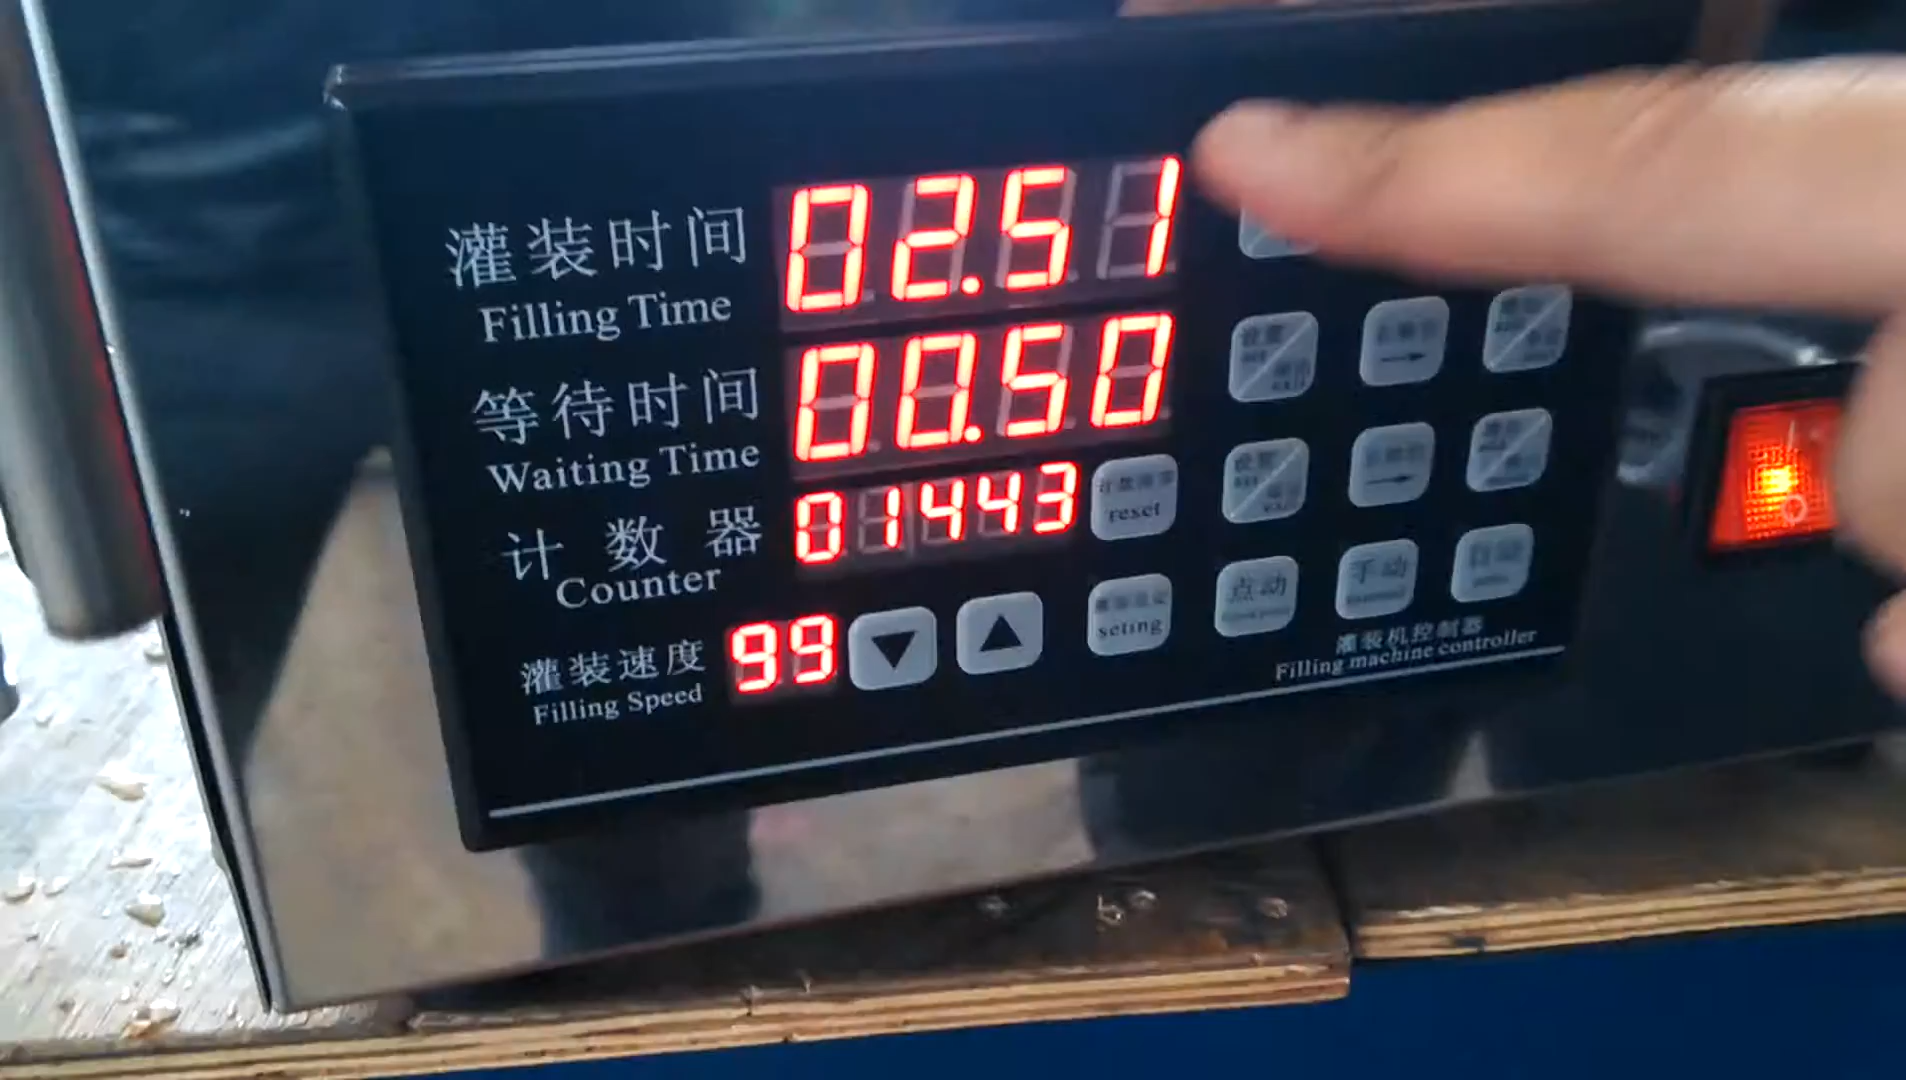 灌装时间
Filling Time
02.51
等待时间
Waiting Time
00.50
计数器
Counter
01443
reset
灌装速度
Filling Speed
99
seting
点动
手动
自动
灌装机控制器
Filling machine controller